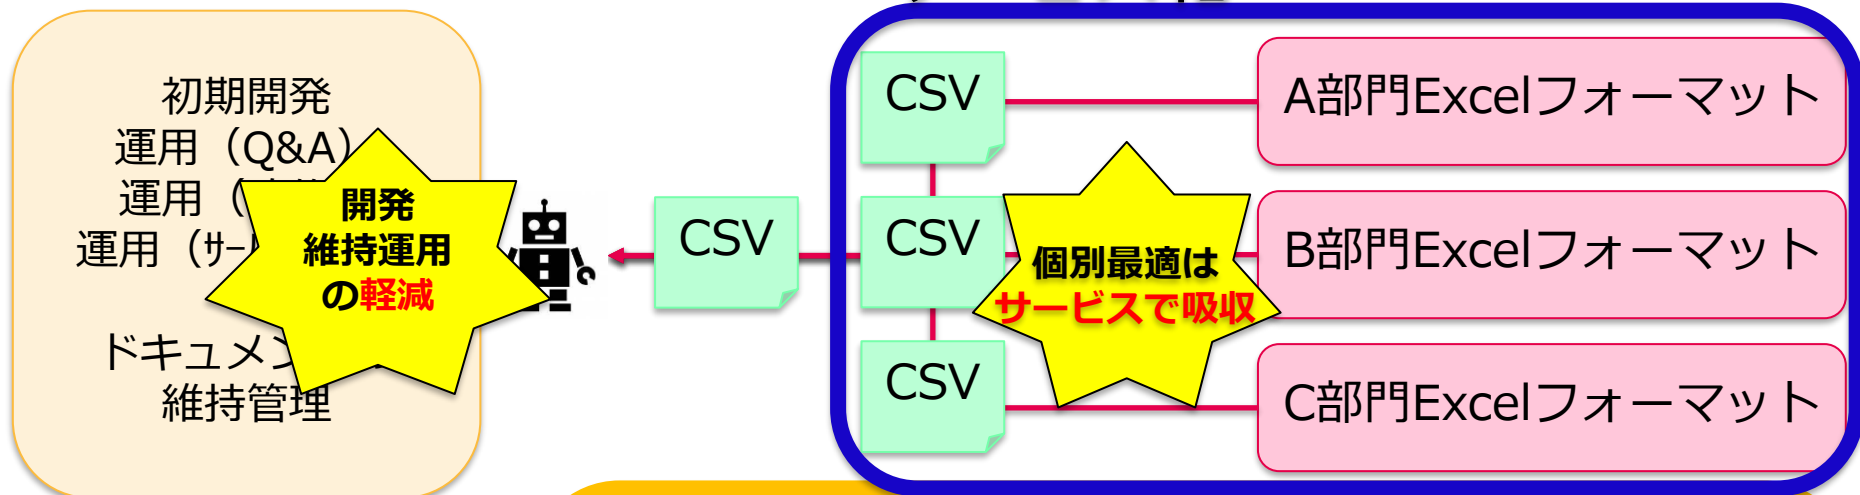 初期開発
運用（Q&A）
運用（
運用（ｻｰ
ドキュメン
維持管理
開発
維持運用
の軽減
CSV
CSV
CSV
CSV
個別最適は
サービスで吸収
A部門Excelフォーマット
B部門Excelフォーマット
C部門Excelフォーマット